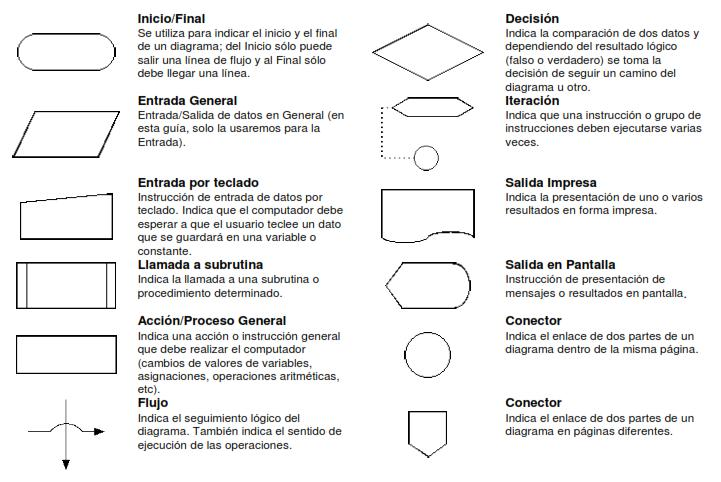 Inicio/Final
Se utiliza para indicar el inicio y el final
de un diagrama; del Inicio sólo puede
salir una línea de flujo y al Final sólo
debe llegar una línea.
Entrada General
Entrada/Salida de datos en General (en
esta guía, solo la usaremos para la
Entrada).
Entrada por teclado
Instrucción de entrada de datos por
teclado. Indica que el computador debe
esperar a que el usuario teclee un dato
que se guardará en una variable o
constante.
Llamada a subrutina
Indica la llamada a una subrutina o
procedimiento determinado.
Acción/Proceso General
Indica una acción o instrucción general
que debe realizar el computador
(cambios de valores de variables,
asignaciones, operaciones aritméticas,
etc).
Flujo
Indica el seguimiento lógico del
diagrama. También indica el sentido de
ejecución de las operaciones.
Decisión
Indica la comparación de dos datos y
dependiendo del resultado lógico
(falso o verdadero) se toma la
decisión de seguir un camino del
diagrama u otro.
Iteración
Indica que una instrucción o grupo de
instrucciones deben ejecutarse varias
veces.
Salida Impresa
Indica la presentación de uno o varios
resultados en forma impresa.
Salida en Pantalla
Instrucción de presentación de
mensajes o resultados en pantalla.
Conector
Indica el enlace de dos partes de un
diagrama dentro de la misma página.
Conector
Indica el enlace de dos partes de un
diagrama en páginas diferentes.